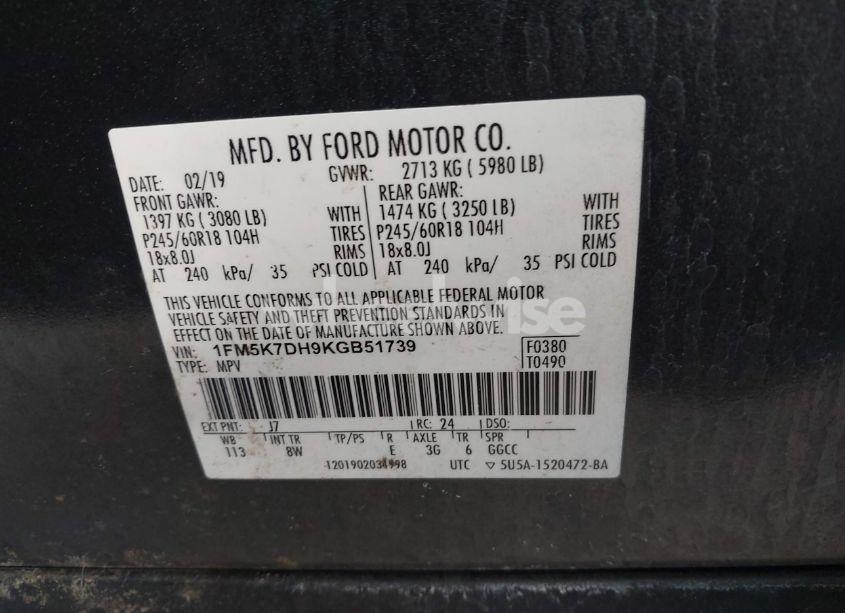 MFD. BY FORD MOTOR CO.
DATE: 02/19 GVWR: 2713 KG ( 5980 LB)
FRONT GAWR: REAR GAWR:
1397 KG ( 3080 LB) WITH 1474 KG ( 3250 LB) WITH
P245/60R18 104H TIRES P245/60R18 104H TIRES
18x8.0J RIMS 18x8.0J RIMS
AT 240 kPa/ 35 PSI COLD AT 240 kPa/ 35 PSI COLD
THIS VEHICLE CONFORMS TO ALL APPLICABLE FEDERAL MOTOR
VEHICLE SAFETY AND THEFT PREVENTION STANDARDS IN
EFFECT ON THE DATE OF MANUFACTURE SHOWN ABOVE.
VIN: 1FM5K7DH9KGB51739 F0380
TYPE: MPV T0490
EXT PNT: J7 RC: 24 DSO:
WB INT TR TP/PS R AXLE TR SPR
113 8W E 3G 6 GGCC
1201902034998 UTC ▽ 5U5A-1520472-BA